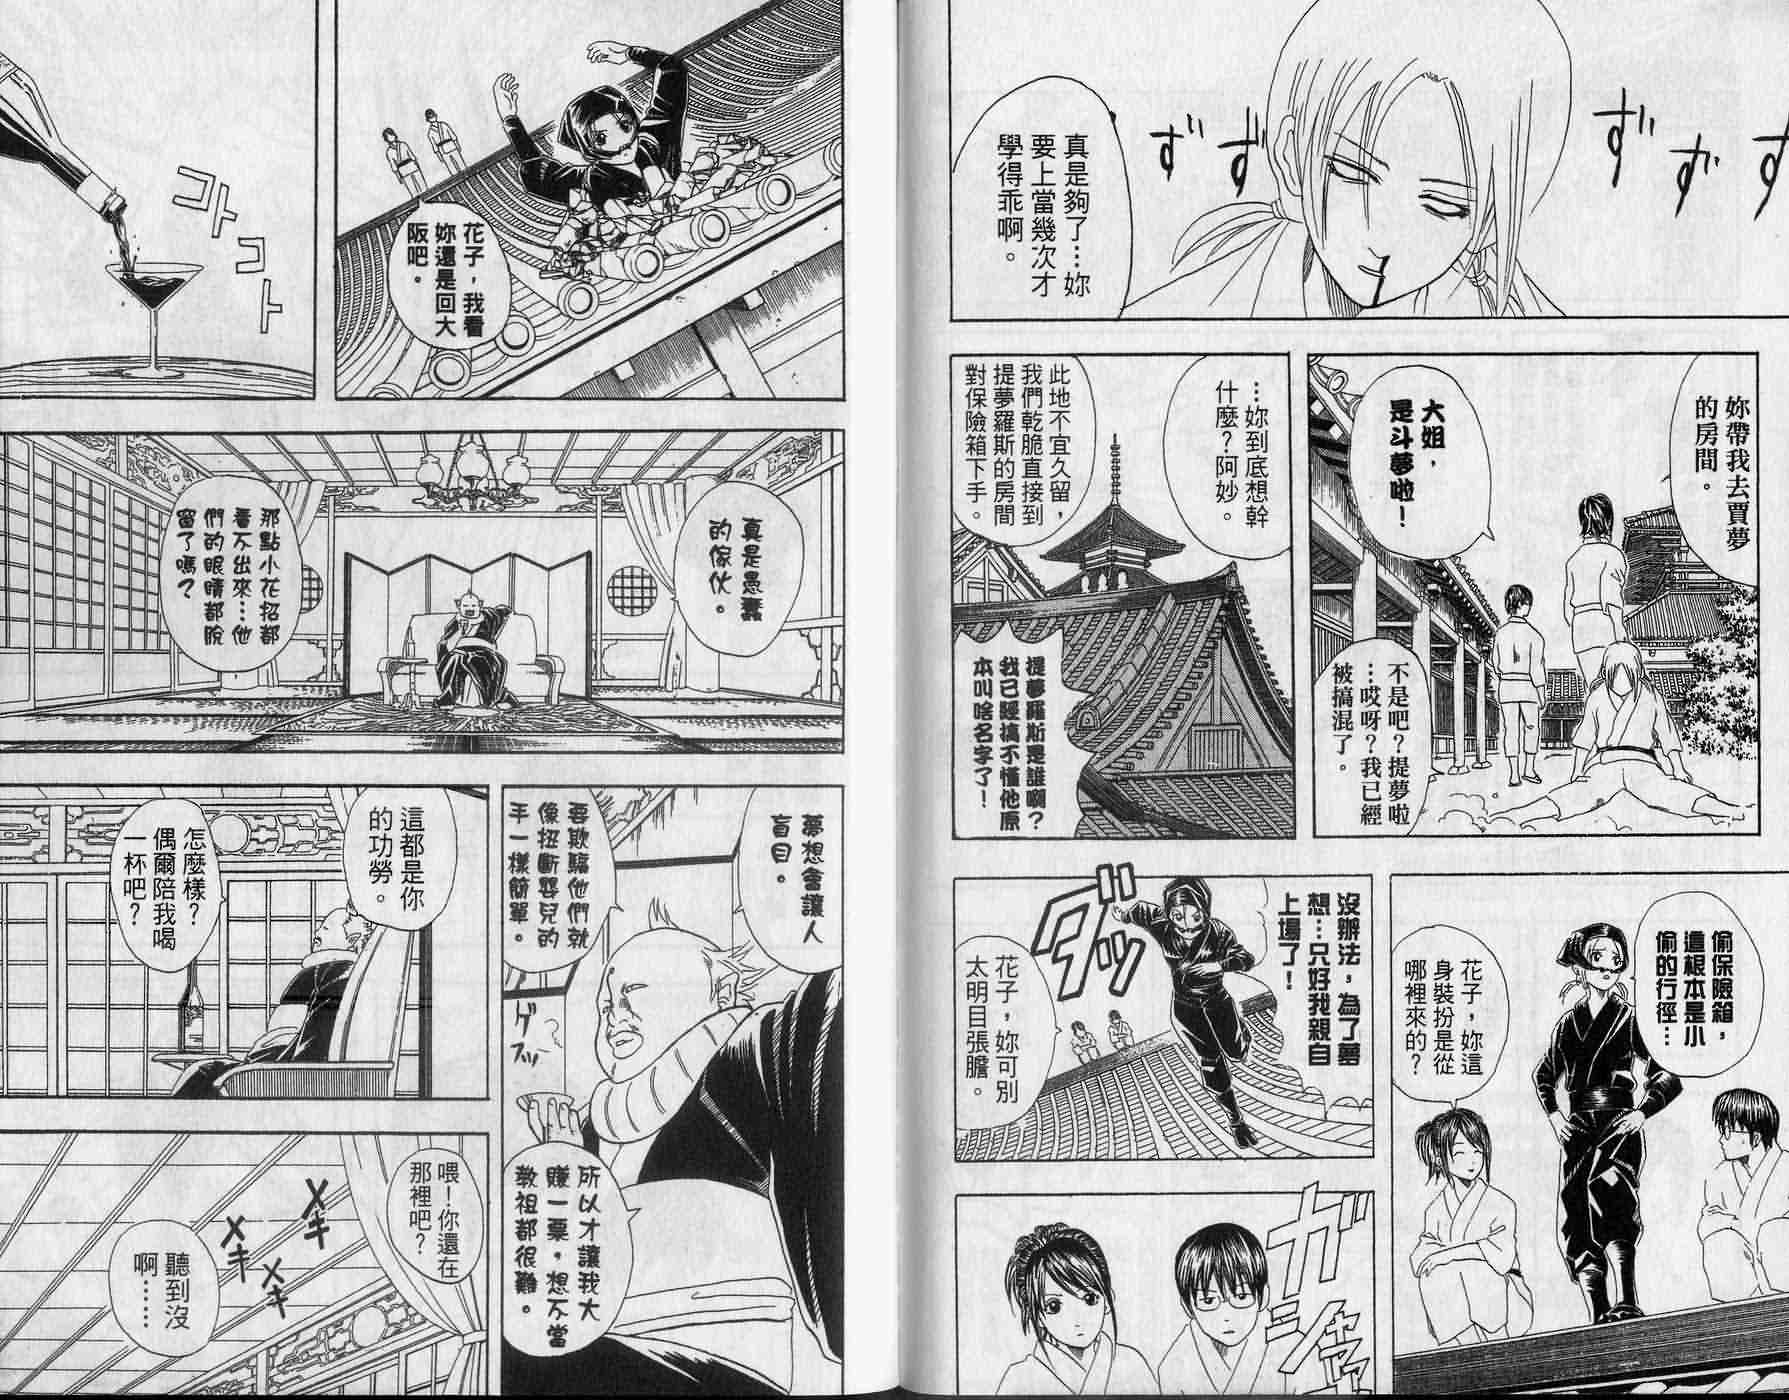 真是夠了…妳
要上當幾次才
學得乖啊。
ず
ず
ず
ず
ず
妳帶我去賈夢
的房間。
大姐，
是斗夢啦！
不是吧？提夢啦
…哎呀？我已經
被搞混了。
…妳到底想幹
什麼？阿妙。
此地不宜久留，
我們乾脆直接到
提夢羅斯的房間
對保險箱下手。
提夢羅斯是誰啊？
我已經搞不懂他原
本叫啥名字了！
偷保險箱，
這根本是小
偷的行徑…
花子，妳這
身裝扮是從
哪裡來的？
沒辦法，為了夢
想…只好我親自
上場了！
ダッ
花子，妳可別
太明目張膽。
ガシャァァ
花子，我看
妳還是回大
阪吧。
コト
コト
真是愚蠢
的傢伙。
那點小花招都
看不出來…他
們的眼睛都脫
窗了嗎？
夢想會讓人
盲目。
要欺騙他們就
像扭斷嬰兒的
手一樣簡單。
ゲフッ
所以才讓我大
賺一票，想不當
教祖都很難。
這都是你
的功勞。
怎麼樣？
偶爾陪我喝
一杯吧？
喂！你還在
那裡吧？
メキ
メキ
メキ
聽到沒
啊……